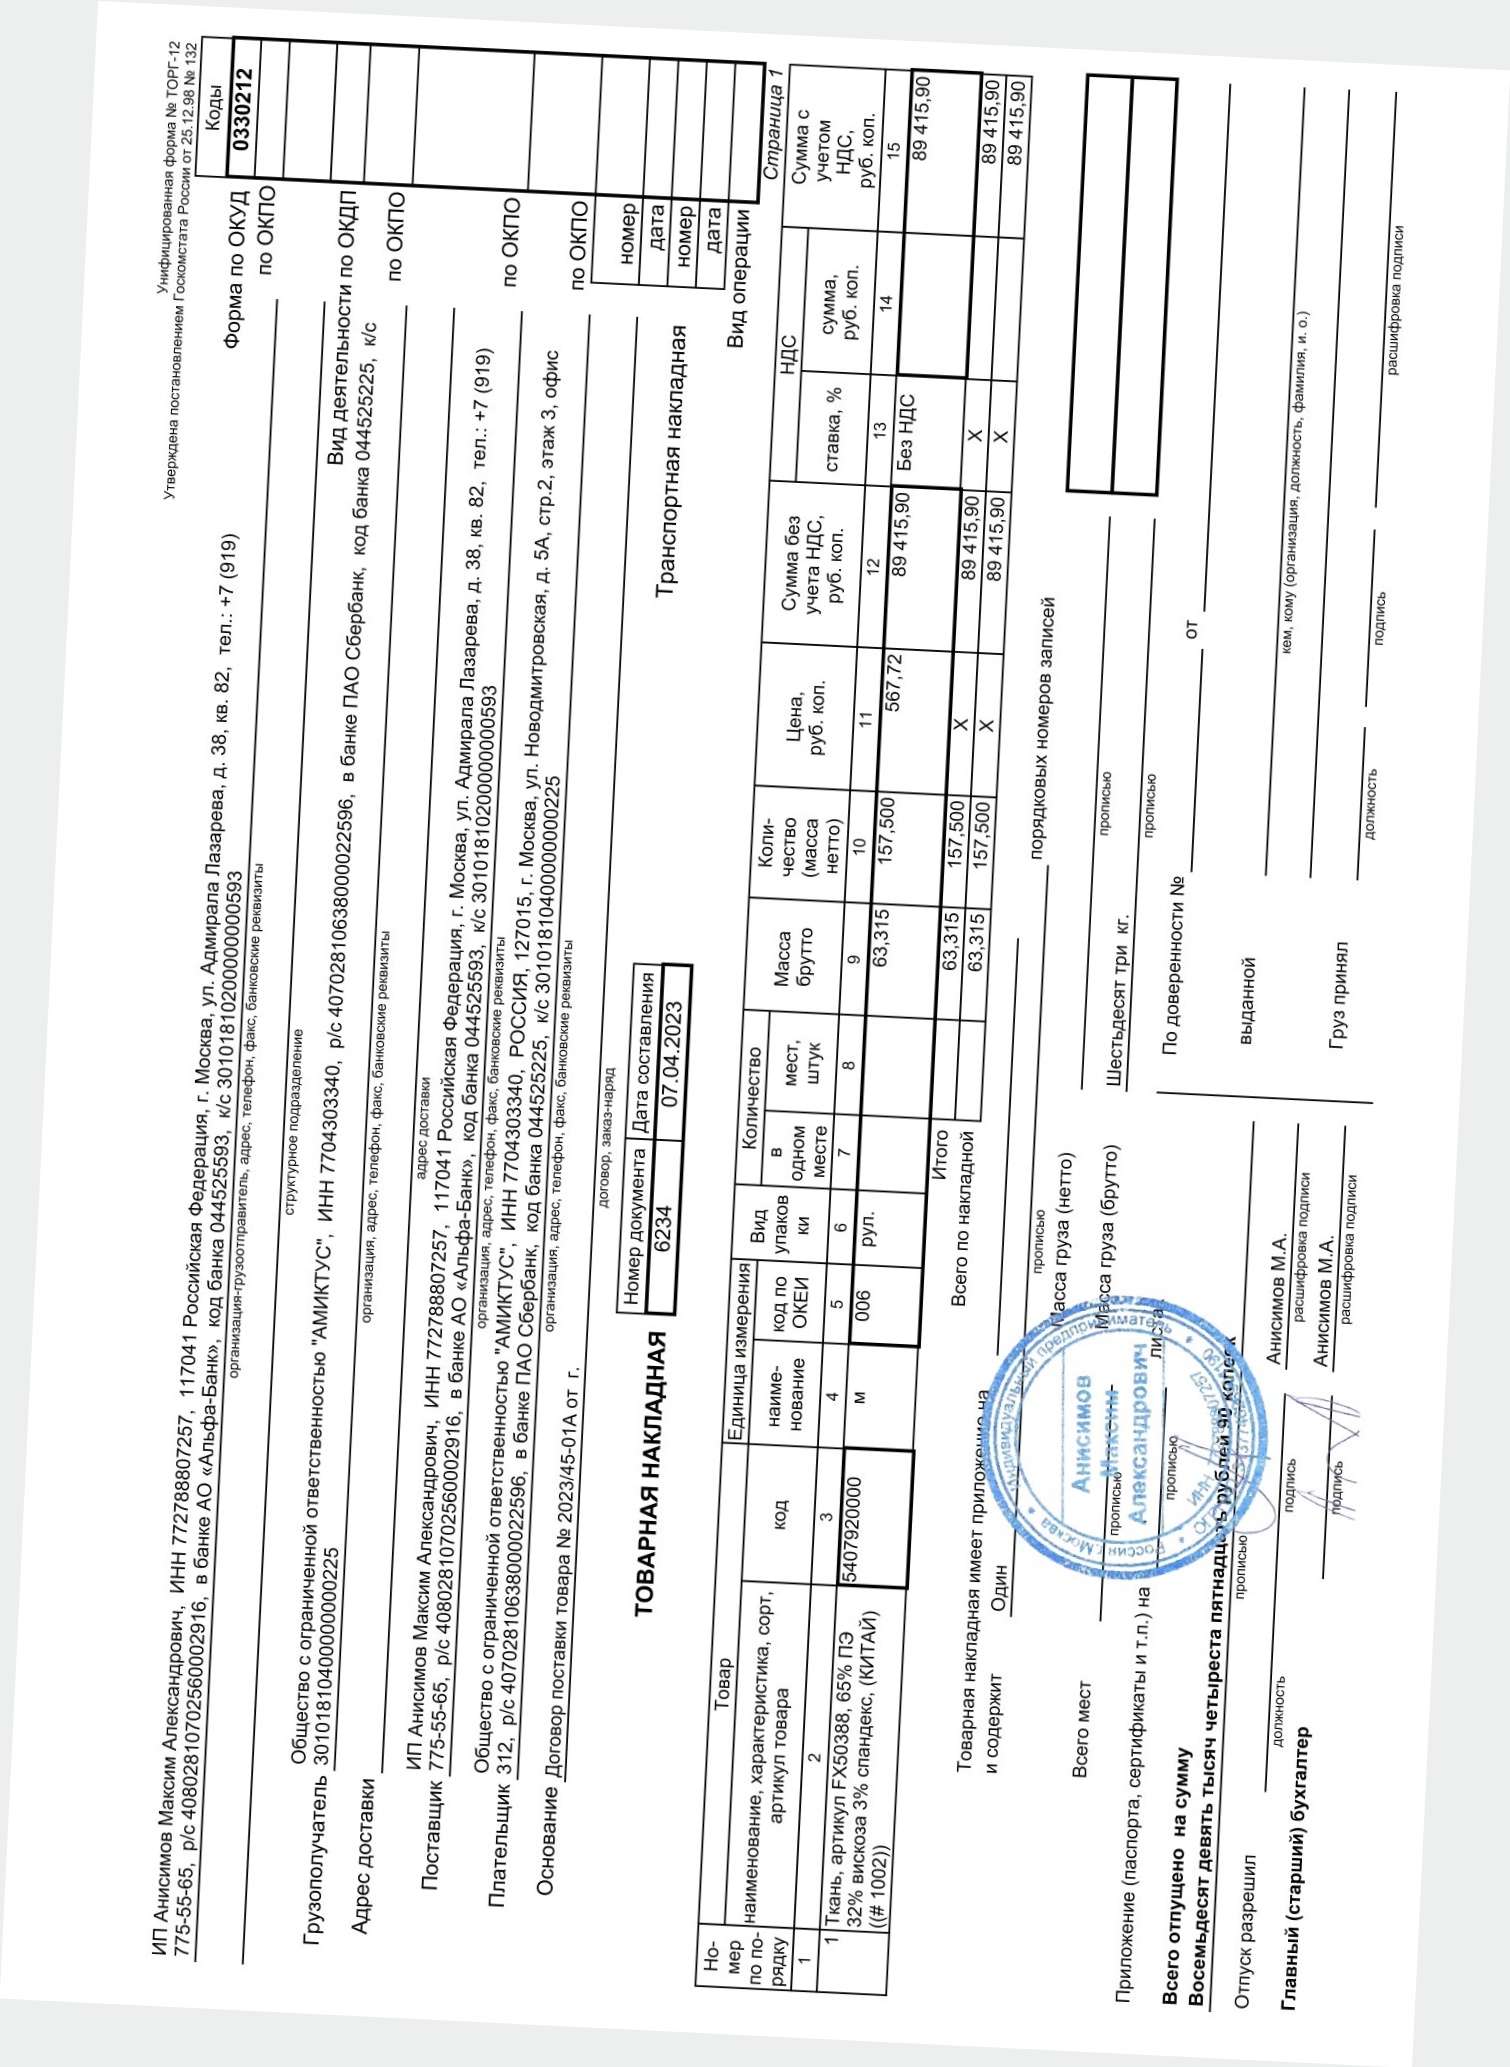 Унифицированная форма № ТОРГ-12
Утверждена постановлением Госкомстата России от 25.12.98 № 132
Коды
Форма по ОКУД 0330212
ИП Анисимов Максим Александрович, ИНН 772788807257, 117041 Российская Федерация, г. Москва, ул. Адмирала Лазарева, д. 38, кв. 82, тел.: +7 (919)
775-55-65, р/с 40802810702560002916, в банке АО «Альфа-Банк», код банка 044525593, к/с 30101810200000000593
по ОКПО
организация-грузоотправитель, адрес, телефон, факс, банковские реквизиты
структурное подразделение
Вид деятельности по ОКДП
Общество с ограниченной ответственностью "АМИКТУС", ИНН 7704303340, р/с 40702810638000022596, в банке ПАО Сбербанк, код банка 044525225, к/с
Грузополучатель 30101810400000000225
по ОКПО
организация, адрес, телефон, факс, банковские реквизиты
Адрес доставки
адрес доставки
ИП Анисимов Максим Александрович, ИНН 772788807257, 117041 Российская Федерация, г. Москва, ул. Адмирала Лазарева, д. 38, кв. 82, тел.: +7 (919)
Поставщик 775-55-65, р/с 40802810702560002916, в банке АО «Альфа-Банк», код банка 044525593, к/с 30101810200000000593
по ОКПО
организация, адрес, телефон, факс, банковские реквизиты
Общество с ограниченной ответственностью "АМИКТУС", ИНН 7704303340, РОССИЯ, 127015, г. Москва, ул. Новодмитровская, д. 5А, стр.2, этаж 3, офис
Плательщик 312, р/с 40702810638000022596, в банке ПАО Сбербанк, код банка 044525225, к/с 30101810400000000225
по ОКПО
организация, адрес, телефон, факс, банковские реквизиты
Основание Договор поставки товара № 2023/45-01А от г.
договор, заказ-наряд
номер
дата
Транспортная накладная
номер
дата
Вид операции
Номер документа Дата составления
ТОВАРНАЯ НАКЛАДНАЯ 6234 07.04.2023
Страница 1
Но-
мер
по по-
рядку
Товар
наименование, характеристика, сорт,
артикул товара
код
Единица измерения
наиме-
нование
код по
ОКЕИ
Вид
упаков
ки
Количество
в
одном
месте
мест,
штук
Масса
брутто
Коли-
чество
(масса
нетто)
Цена,
руб. коп.
Сумма без
учета НДС,
руб. коп.
НДС
ставка, %
сумма,
руб. коп.
Сумма с
учетом
НДС,
руб. коп.
1 2 3 4 5 6 7 8 9 10 11 12 13 14 15
1 Ткань, артикул FX50388, 65% ПЭ
32% вискоза 3% спандекс, (КИТАЙ)
((# 1002))
5407920000 м 006 рул. 63,315 157,500 567,72 89 415,90 Без НДС 89 415,90
Итого 63,315 157,500 X 89 415,90 X 89 415,90
Всего по накладной 63,315 157,500 X 89 415,90 X 89 415,90
Товарная накладная имеет приложение на
и содержит Один порядковых номеров записей
прописью
Масса груза (нетто)
прописью
Всего мест Масса груза (брутто) Шестьдесят три кг.
прописью
прописью
Приложение (паспорта, сертификаты и т.п.) на листа
прописью
Всего отпущено на сумму
Восемьдесят девять тысяч четыреста пятнадцать рублей 90 копеек
прописью
Отпуск разрешил Анисимов М.А.
должность подпись расшифровка подписи
Главный (старший) бухгалтер Анисимов М.А.
подпись расшифровка подписи
По доверенности № от
выданной
кем, кому (организация, должность, фамилия, и. о.)
Груз принял
должность подпись расшифровка подписи
Индивидуальный предприниматель
Россия г. Москва
Анисимов
Максим
Александрович
ИНН 772788807257